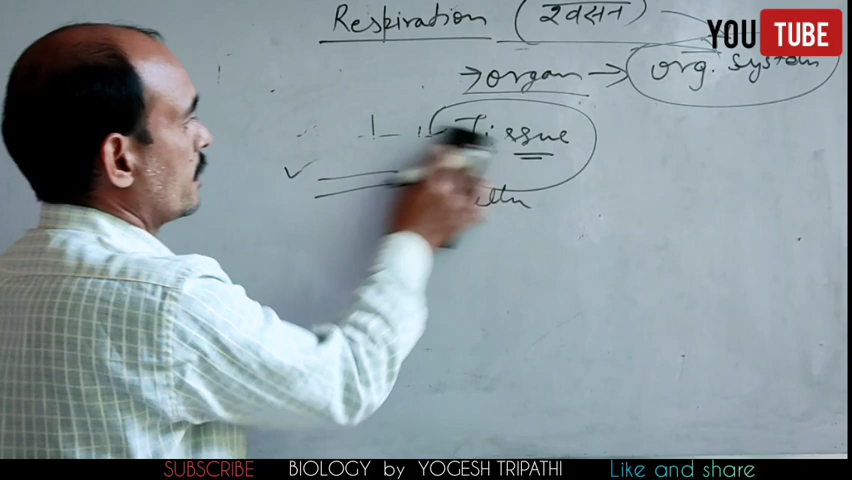 Respiration (श्वसन)
YOU TUBE
→ organ → org. system
Tissue
SUBSCRIBE BIOLOGY by YOGESH TRIPATHI Like and share